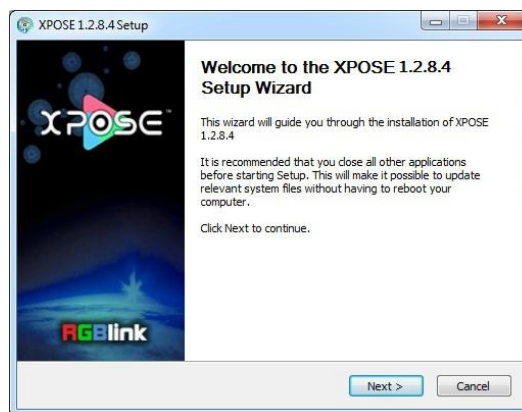 XPOSE 1.2.8.4 Setup
XPOSE™
RGBlink
Welcome to the XPOSE 1.2.8.4
Setup Wizard
This wizard will guide you through the installation of XPOSE
1.2.8.4
It is recommended that you close all other applications
before starting Setup. This will make it possible to update
relevant system files without having to reboot your
computer.
Click Next to continue.
Next >
Cancel